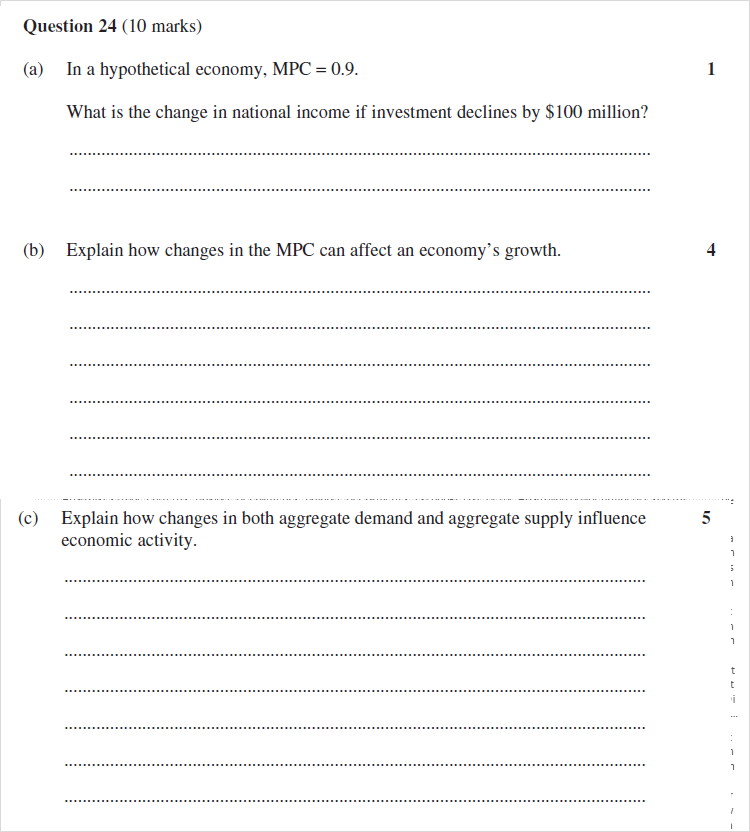 Question 24 (10 marks)
(a) In a hypothetical economy, MPC = 0.9. 1
What is the change in national income if investment declines by $100 million?
(b) Explain how changes in the MPC can affect an economy’s growth. 4
(c) Explain how changes in both aggregate demand and aggregate supply influence 5
economic activity.